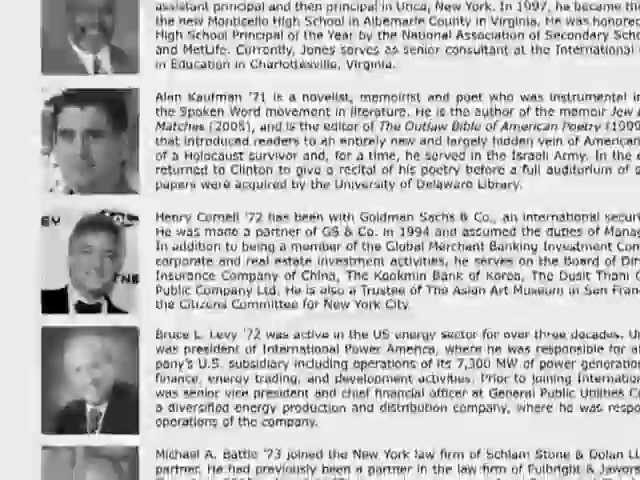 assistant principal and then principal in Utica, New York. In 1997, he became th
the new Monticello High School in Albemarle County in Virginia. He was honored
High School Principal of the Year by the National Association of Secondary Scho
and MetLife. Currently, Jones serves as senior consultant at the International
in Education in Charlottesville, Virginia.
Alan Kaufman '71 is a novelist, memoirist and poet who was instrumental in
the Spoken Word movement in literature. He is the author of the memoir Jew
Matches (2005), and is the editor of The Outlaw Bible of American Poetry (1999
that introduced readers to an entirely new and largely hidden vein of American
of a Holocaust survivor and, for a time, he served in the Israeli Army. In the
returned to Clinton to give a recital of his poetry before a full auditorium of s
papers were acquired by the University of Delaware Library.
EY
NE
Henry Cornell '72 has been with Goldman Sachs & Co., an international securi
He was made a partner of GS & Co. in 1994 and assumed the duties of Manag
In addition to being a member of the Global Merchant Banking Investment Com
corporate and real estate investment activities, he serves on the Board of Dir
Insurance Company of China, The Kookmin Bank of Korea, The Dusit Thani
Public Company Ltd. He is also a Trustee of The Asian Art Museum in San Fran
the Citizens Committee for New York City.
Bruce L. Levy '72 was active in the US energy sector for over three decades. U
was president of International Power America, where he was responsible for al
pany's U.S. subsidiary including operations of its 7,300 MW of power generatio
finance, energy trading, and development activities. Prior to joining Internatio
was senior vice president and chief financial officer at General Public Utilities C
a diversified energy production and distribution company, where he was respo
operations of the company.
Michael A. Battle '73 joined the New York law firm of Schlam Stone & Dolan LL
partner. He had previously been a partner in the law firm of Fulbright & Jawors